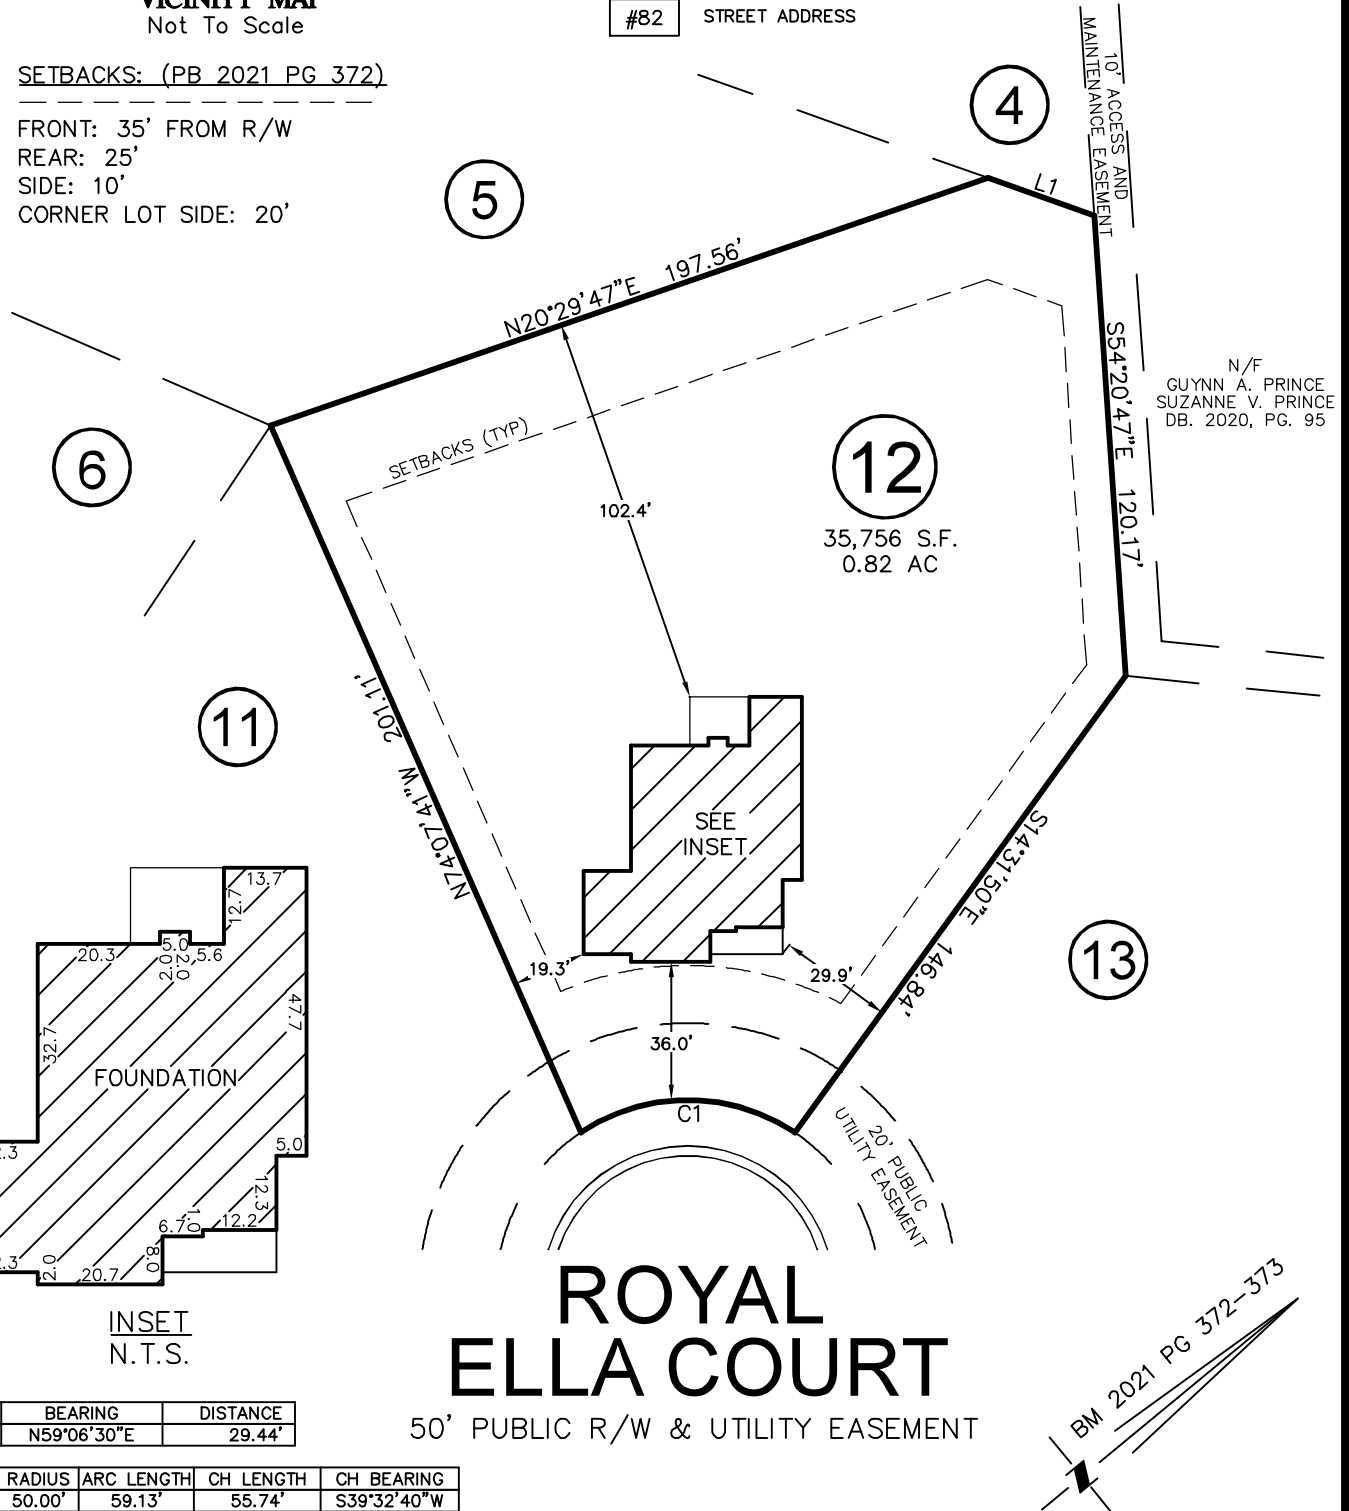 VICINITY MAP
Not To Scale
#82 STREET ADDRESS
SETBACKS: (PB 2021 PG 372)
FRONT: 35' FROM R/W
REAR: 25'
SIDE: 10'
CORNER LOT SIDE: 20'
4
10' ACCESS AND
MAINTENANCE EASEMENT
5
L1
N20°29'47"E 197.56'
S54°20'47"E 120.17'
N/F
GUYNN A. PRINCE
SUZANNE V. PRINCE
DB. 2020, PG. 95
SETBACKS (TYP)
6
12
35,756 S.F.
0.82 AC
102.4'
11
N74°07'41"W 201.11'
SEE
INSET
S14°31'50"E 146.84'
13
19.3'
29.9'
36.0'
C1
20' PUBLIC
UTILITY EASEMENT
13.7
12.7
5.0
20.3
5.6
2.0
2.0
47.7
32.7
FOUNDATION
2.3
5.0
12.3
1.0
6.7
12.2
8.0
2.3
2.0
20.7
INSET
N.T.S.
ROYAL
ELLA COURT
50' PUBLIC R/W & UTILITY EASEMENT
BM 2021 PG 372-373
BEARING DISTANCE
N59°06'30"E 29.44'
RADIUS ARC LENGTH CH LENGTH CH BEARING
50.00' 59.13' 55.74' S39°32'40"W